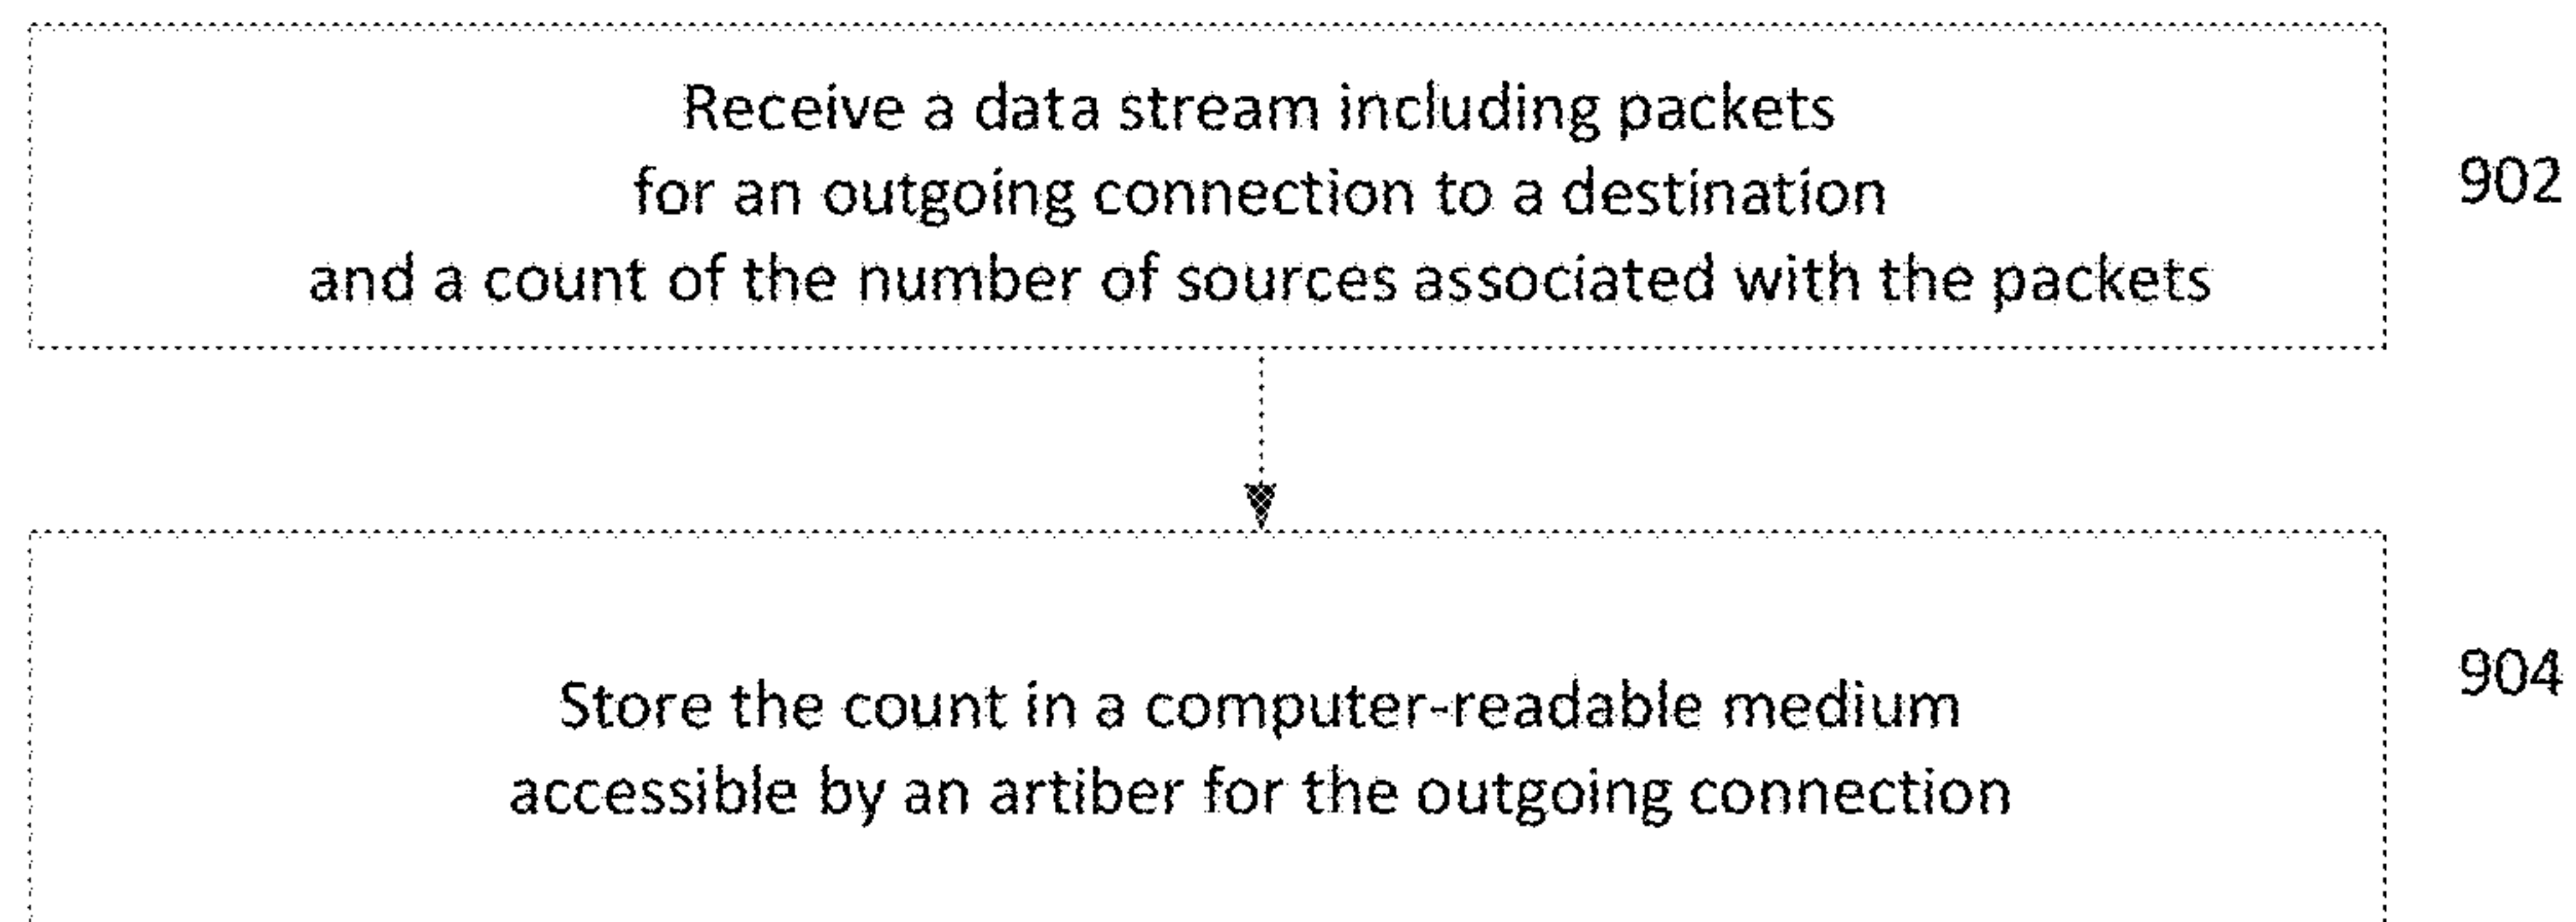 Receive a data stream including packets
for an outgoing connection to a destination
and a count of the number of sources associated with the packets
902
Store the count in a computer-readable medium
accessible by an artiber for the outgoing connection
904